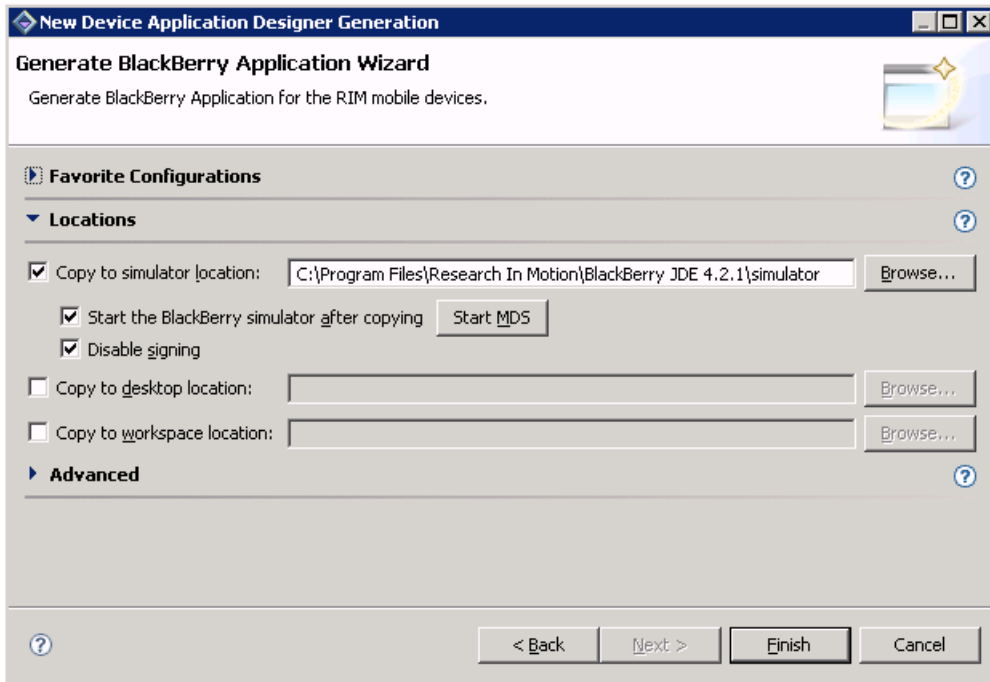 New Device Application Designer Generation
Generate BlackBerry Application Wizard
Generate BlackBerry Application for the RIM mobile devices.
Favorite Configurations
Locations
Copy to simulator location: C:\Program Files\Research In Motion\BlackBerry JDE 4.2.1\simulator Browse...
Start the BlackBerry simulator after copying Start MDS
Disable signing
Copy to desktop location: Browse...
Copy to workspace location: Browse...
Advanced
< Back Next > Finish Cancel